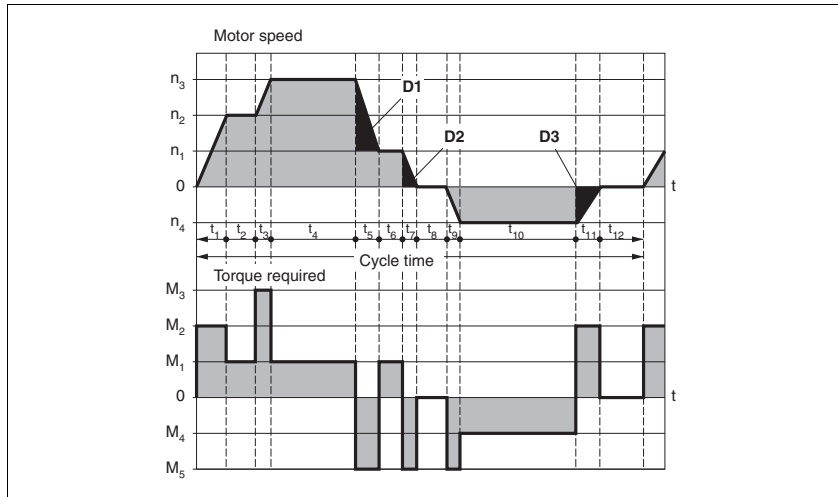 Motor speed
n3
D1
n2
n1
D2
D3
0
t
n4
t1 t2 t3 t4 t5 t6 t7 t8 t9 t10 t11 t12
Cycle time
Torque required
M3
M2
M1
0
t
M4
M5